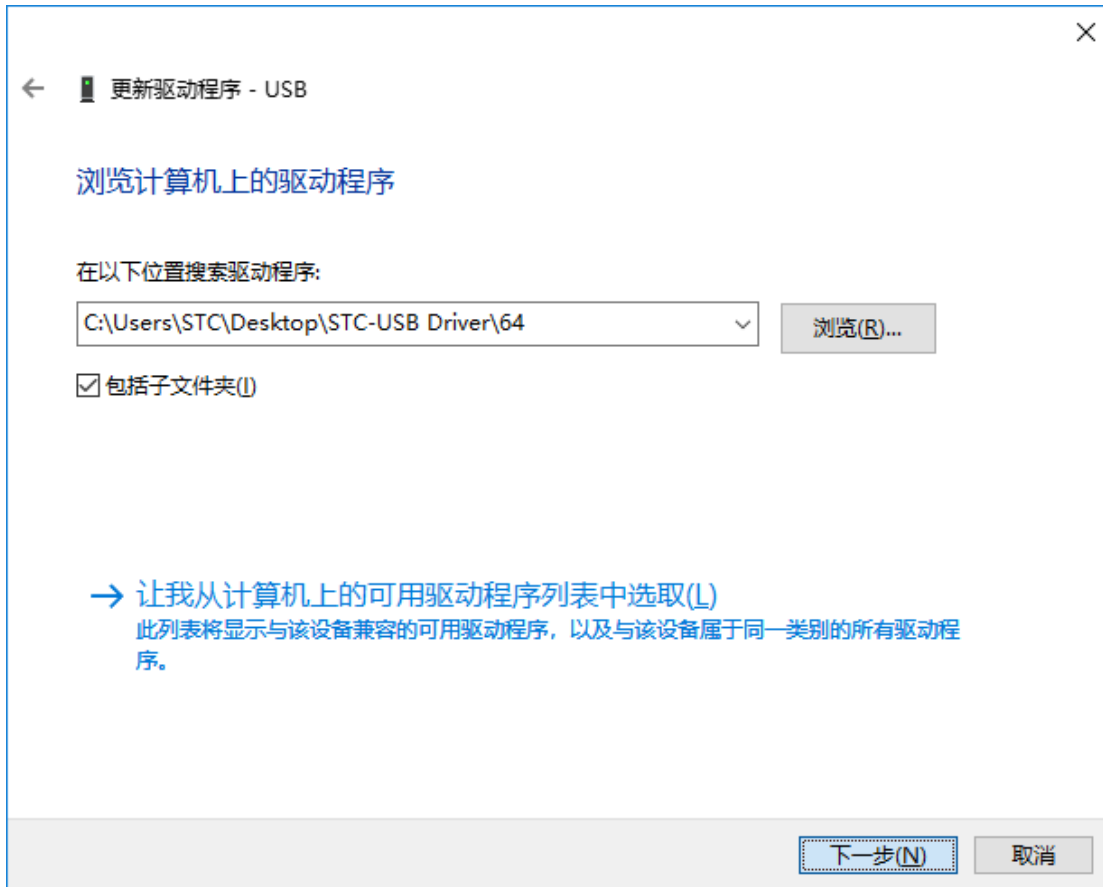 更新驱动程序 - USB
浏览计算机上的驱动程序
在以下位置搜索驱动程序:
C:\Users\STC\Desktop\STC-USB Driver\64
浏览(R)...
包括子文件夹(I)
让我从计算机上的可用驱动程序列表中选取(L)
此列表将显示与该设备兼容的可用驱动程序，以及与该设备属于同一类别的所有驱动程
序。
下一步(N)
取消